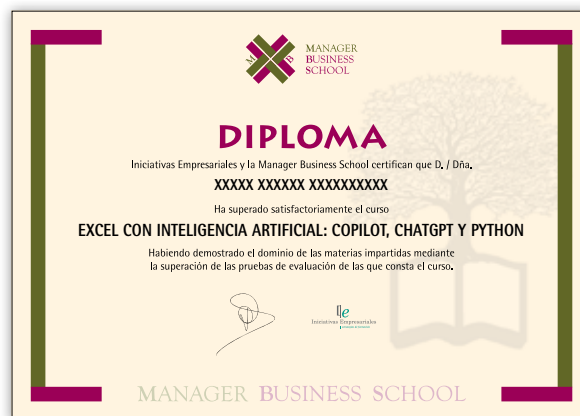 M B
MANAGER
BUSINESS
SCHOOL
DIPLOMA
Iniciativas Empresariales y la Manager Business School certifican que D. / Dña.
XXXXX XXXXXX XXXXXXXXXX
Ha superado satisfactoriamente el curso
EXCEL CON INTELIGENCIA ARTIFICIAL: COPILOT, CHATGPT Y PYTHON
Habiendo demostrado el dominio de las materias impartidas mediante
la superación de las pruebas de evaluación de las que consta el curso.
Ile
Iniciativas Empresariales
MANAGER BUSINESS SCHOOL